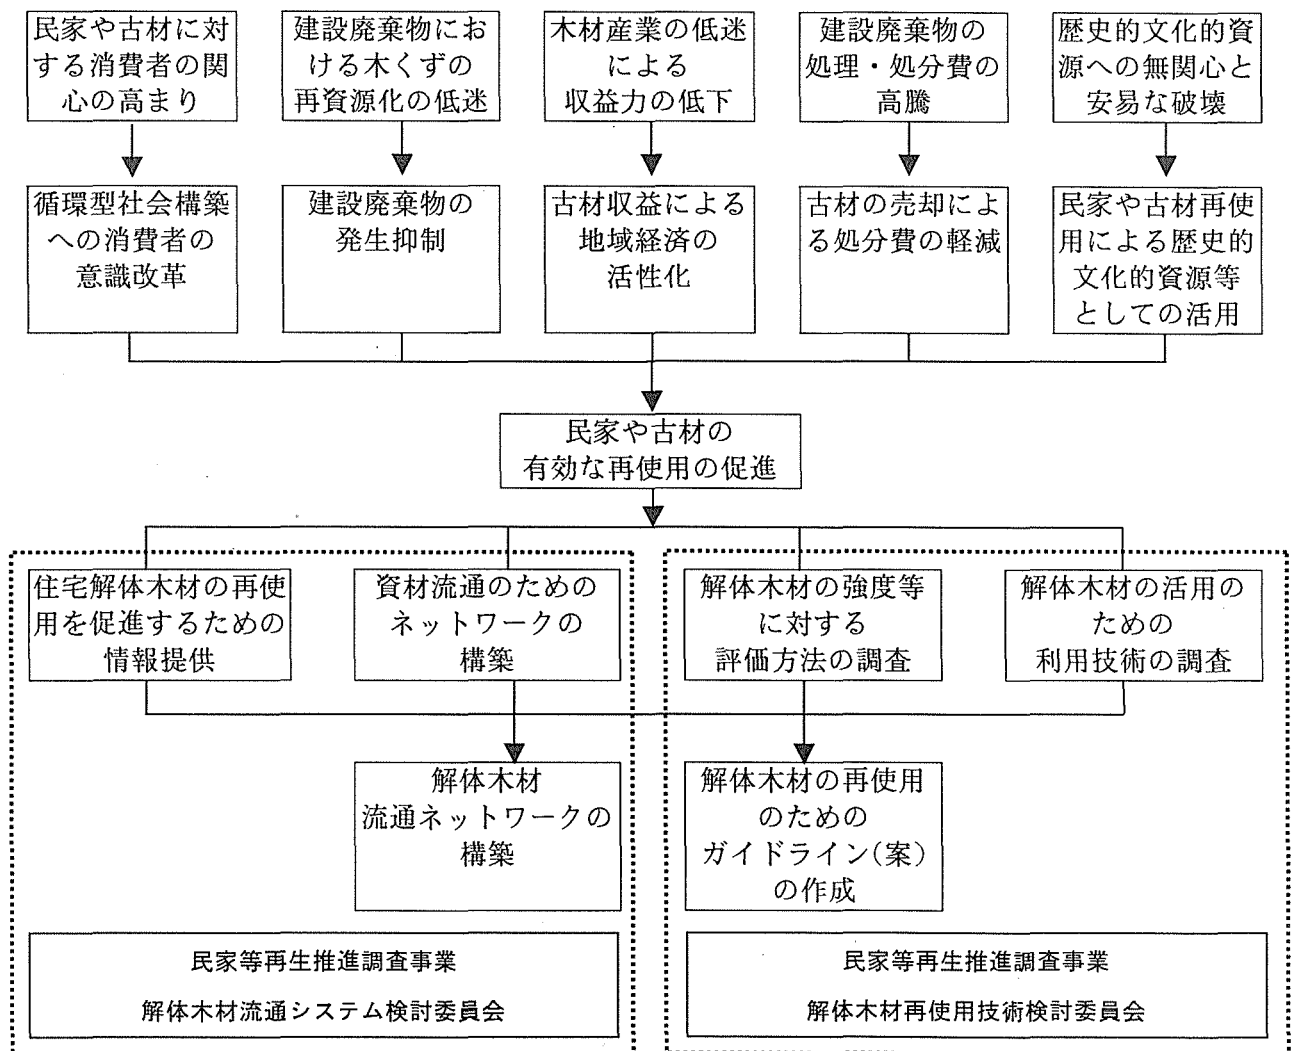 民家や古材に対
する消費者の関
心の高まり
建設廃棄物にお
ける木くずの
再資源化の低迷
木材産業の低迷
による
収益力の低下
建設廃棄物の
処理・処分費の
高騰
歴史的文化的資
源への無関心と
安易な破壊
循環型社会構築
への消費者の
意識改革
建設廃棄物の
発生抑制
古材収益による
地域経済の
活性化
古材の売却によ
る処分費の軽減
民家や古材再使
用による歴史的
文化的資源等
としての活用
民家や古材の
有効な再使用の促進
住宅解体木材の再使
用を促進するための
情報提供
資材流通のための
ネットワークの
構築
解体木材の強度等
に対する
評価方法の調査
解体木材の活用の
ための
利用技術の調査
解体木材
流通ネットワークの
構築
解体木材の再使用
のための
ガイドライン(案)
の作成
民家等再生推進調査事業
解体木材流通システム検討委員会
民家等再生推進調査事業
解体木材再使用技術検討委員会